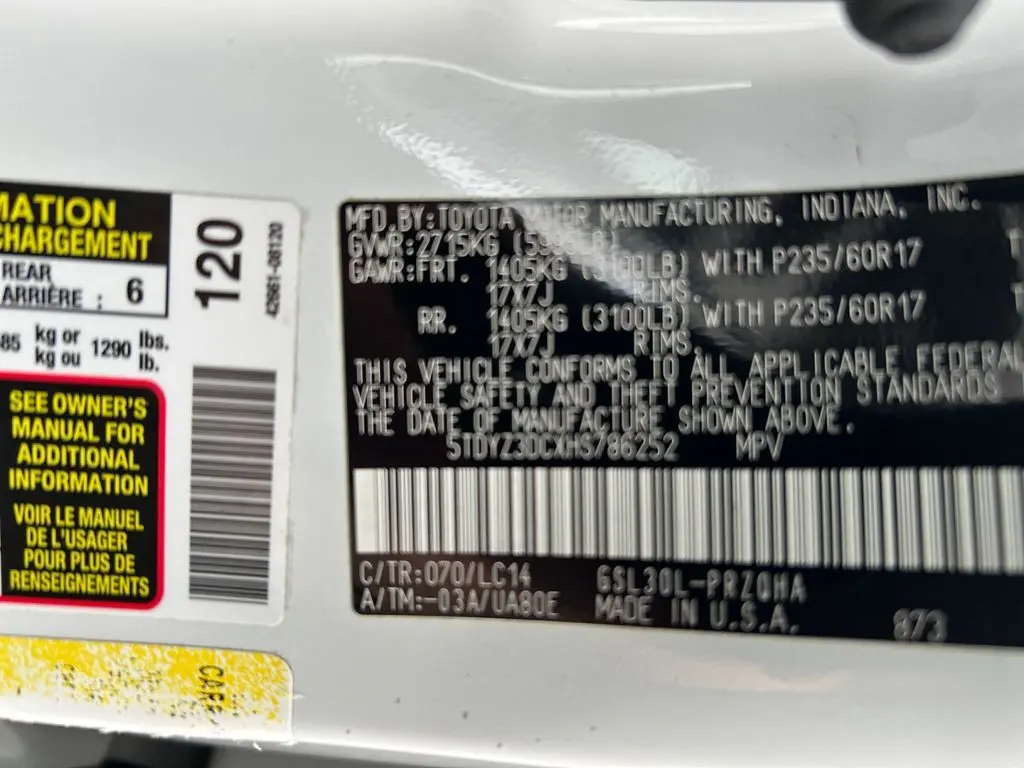 MATION
CHARGEMENT
REAR
ARRIÈRE : 6
85 kg or 1290 lbs.
kg ou lb.
SEE OWNER'S
MANUAL FOR
ADDITIONAL
INFORMATION
VOIR LE MANUEL
DE L'USAGER
POUR PLUS DE
RENSEIGNEMENTS
120
42661-08120
MFD. BY: TOYOTA MOTOR MANUFACTURING, INDIANA, INC.
GVWR: 2715KG
GAWR: FRT. 1405KG (3100LB) WITH P235/60R17
17X7J RIMS,
RR. 1405KG (3100LB) WITH P235/60R17
17X7J RIMS,
THIS VEHICLE CONFORMS TO ALL APPLICABLE FEDERAL
VEHICLE SAFETY AND THEFT PREVENTION STANDARDS
THE DATE OF MANUFACTURE SHOWN ABOVE.
5TDYZ3DCXHS786252 MPV
C/TR:070/LC14 GSL30L-PRZQHA
A/TM:-03A/UA80E MADE IN U.S.A. 873